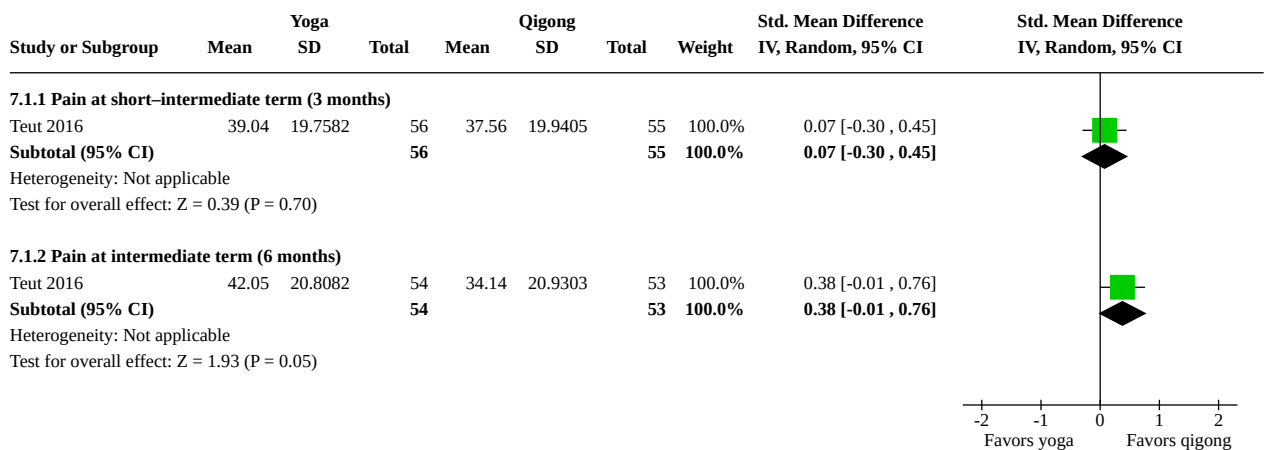 Yoga Qigong Std. Mean Difference Std. Mean Difference
Study or Subgroup Mean SD Total Mean SD Total Weight IV, Random, 95% CI IV, Random, 95% CI
7.1.1 Pain at short–intermediate term (3 months)
Teut 2016 39.04 19.7582 56 37.56 19.9405 55 100.0% 0.07 [-0.30 , 0.45]
Subtotal (95% CI) 56 55 100.0% 0.07 [-0.30 , 0.45]
Heterogeneity: Not applicable
Test for overall effect: Z = 0.39 (P = 0.70)
7.1.2 Pain at intermediate term (6 months)
Teut 2016 42.05 20.8082 54 34.14 20.9303 53 100.0% 0.38 [-0.01 , 0.76]
Subtotal (95% CI) 54 53 100.0% 0.38 [-0.01 , 0.76]
Heterogeneity: Not applicable
Test for overall effect: Z = 1.93 (P = 0.05)
-2 -1 0 1 2
Favors yoga Favors qigong